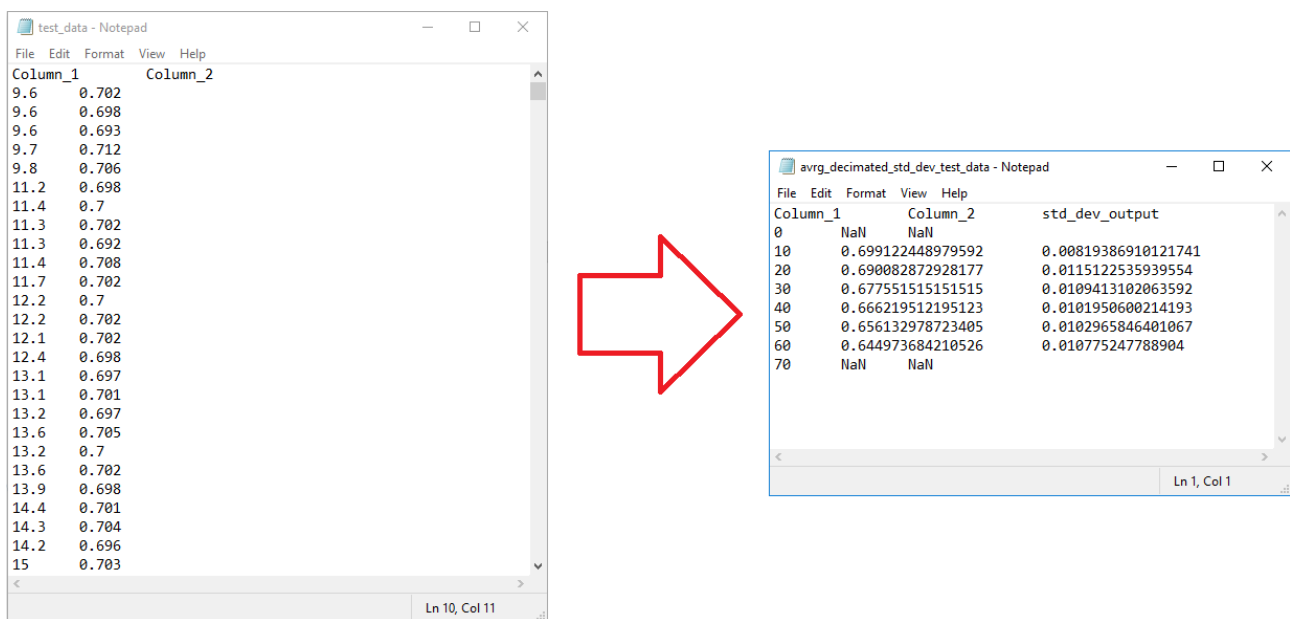 test_data - Notepad
File Edit Format View Help
Column_1 Column_2
9.6 0.702
9.6 0.698
9.6 0.693
9.7 0.712
9.8 0.706
11.2 0.698
11.4 0.7
11.3 0.702
11.3 0.692
11.4 0.708
11.7 0.702
12.2 0.7
12.2 0.702
12.1 0.702
12.4 0.698
13.1 0.697
13.1 0.701
13.2 0.697
13.6 0.705
13.2 0.7
13.6 0.702
13.9 0.698
14.4 0.701
14.3 0.704
14.2 0.696
15 0.703
Ln 10, Col 11
avrg_decimated_std_dev_test_data - Notepad
File Edit Format View Help
Column_1 Column_2 std_dev_output
0 NaN NaN
10 0.699122448979592 0.00819386910121741
20 0.690082872928177 0.0115122535939554
30 0.677551515151515 0.0109413102063592
40 0.666219512195123 0.0101950600214193
50 0.656132978723405 0.0102965846401067
60 0.644973684210526 0.010775247788904
70 NaN NaN
Ln 1, Col 1